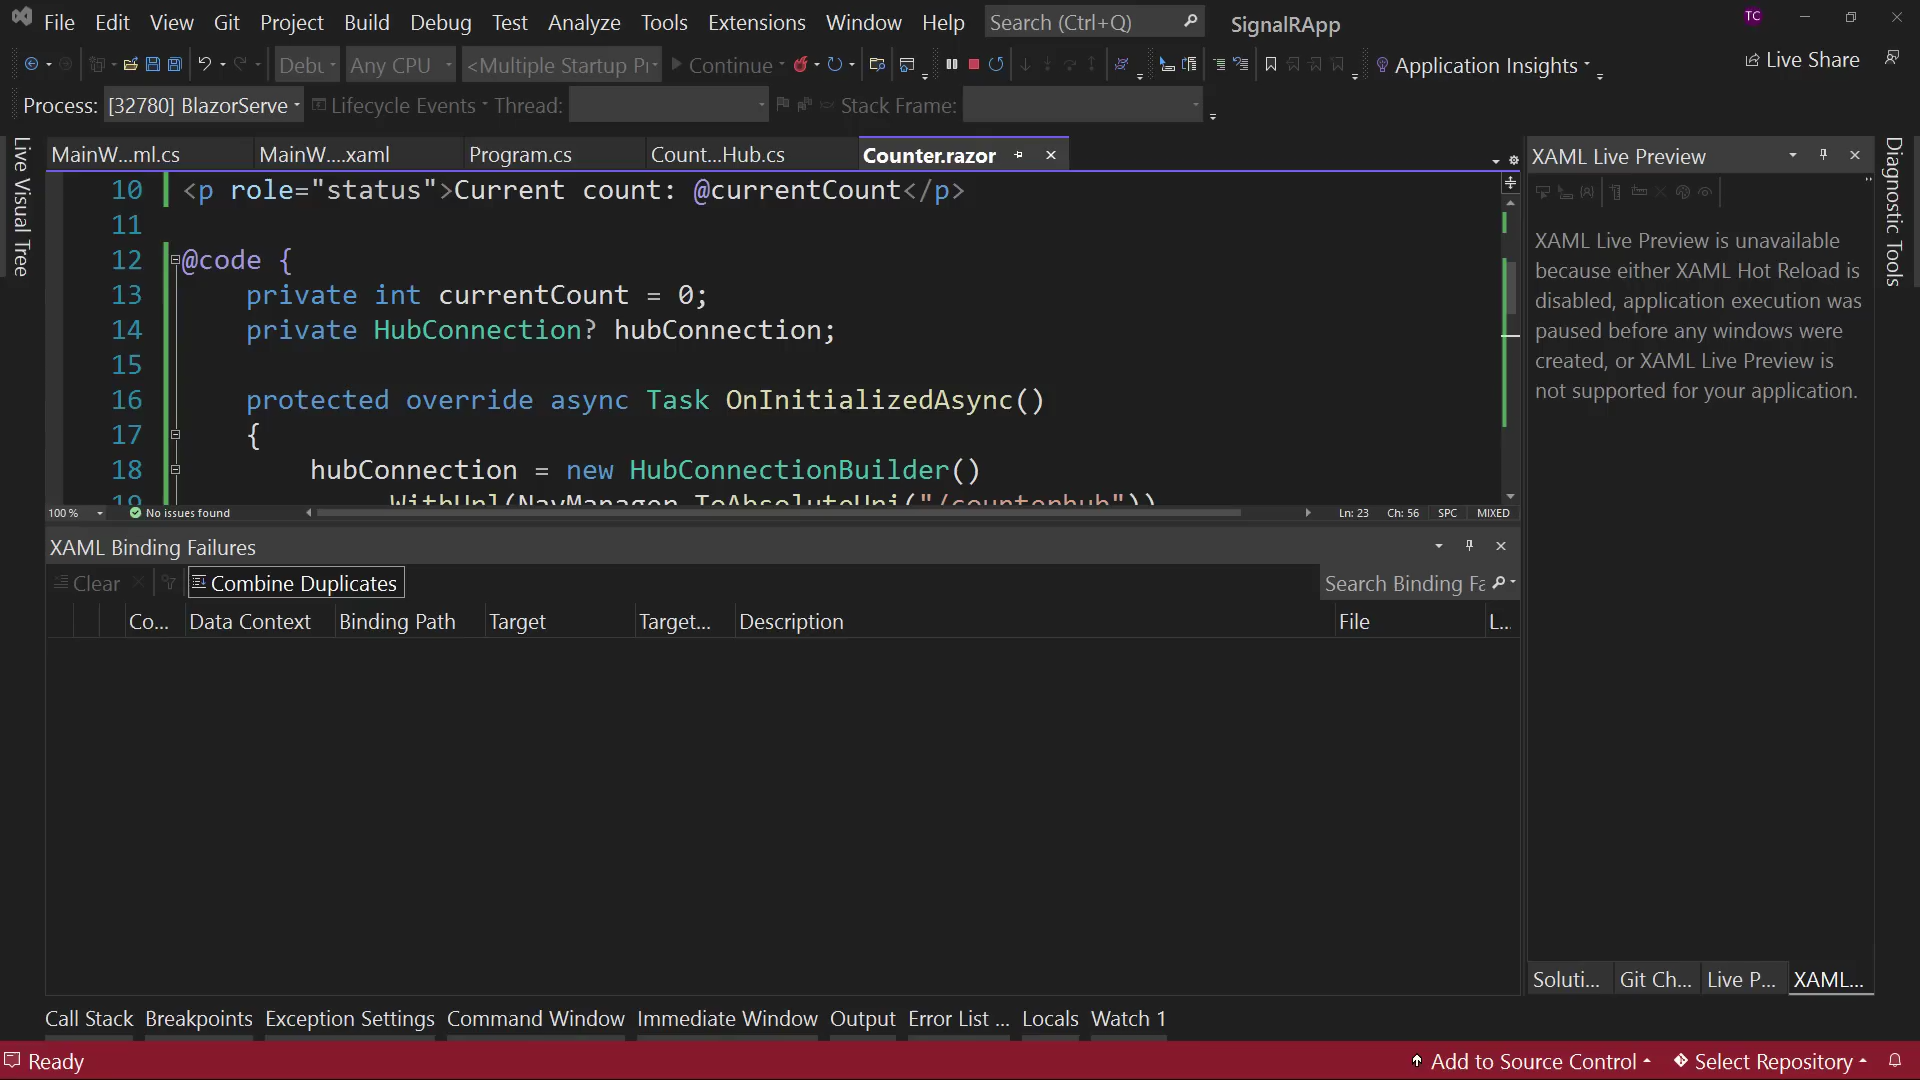 File Edit View Git Project Build Debug Test Analyze Tools Extensions Window Help Search (Ctrl+Q) SignalRApp TC
Debu Any CPU <Multiple Startup Pr Continue Application Insights Live Share
Process: [32780] BlazorServe Lifecycle Events Thread: Stack Frame:
Live Visual Tree
MainW...ml.cs MainW....xaml Program.cs Count...Hub.cs Counter.razor
10 <p role="status">Current count: @currentCount</p>
11
12 @code {
13 private int currentCount = 0;
14 private HubConnection? hubConnection;
15
16 protected override async Task OnInitializedAsync()
17 {
18 hubConnection = new HubConnectionBuilder()
19 .WithUrl(NavManager.ToAbsoluteUri("/counterhub"))
100 % No issues found Ln: 23 Ch: 56 SPC MIXED
XAML Binding Failures
Clear Combine Duplicates Search Binding Fa
Co... Data Context Binding Path Target Target... Description File L...
XAML Live Preview
XAML Live Preview is unavailable
because either XAML Hot Reload is
disabled, application execution was
paused before any windows were
created, or XAML Live Preview is
not supported for your application.
Diagnostic Tools
Soluti... Git Ch... Live P... XAML...
Call Stack Breakpoints Exception Settings Command Window Immediate Window Output Error List ... Locals Watch 1
Ready Add to Source Control Select Repository